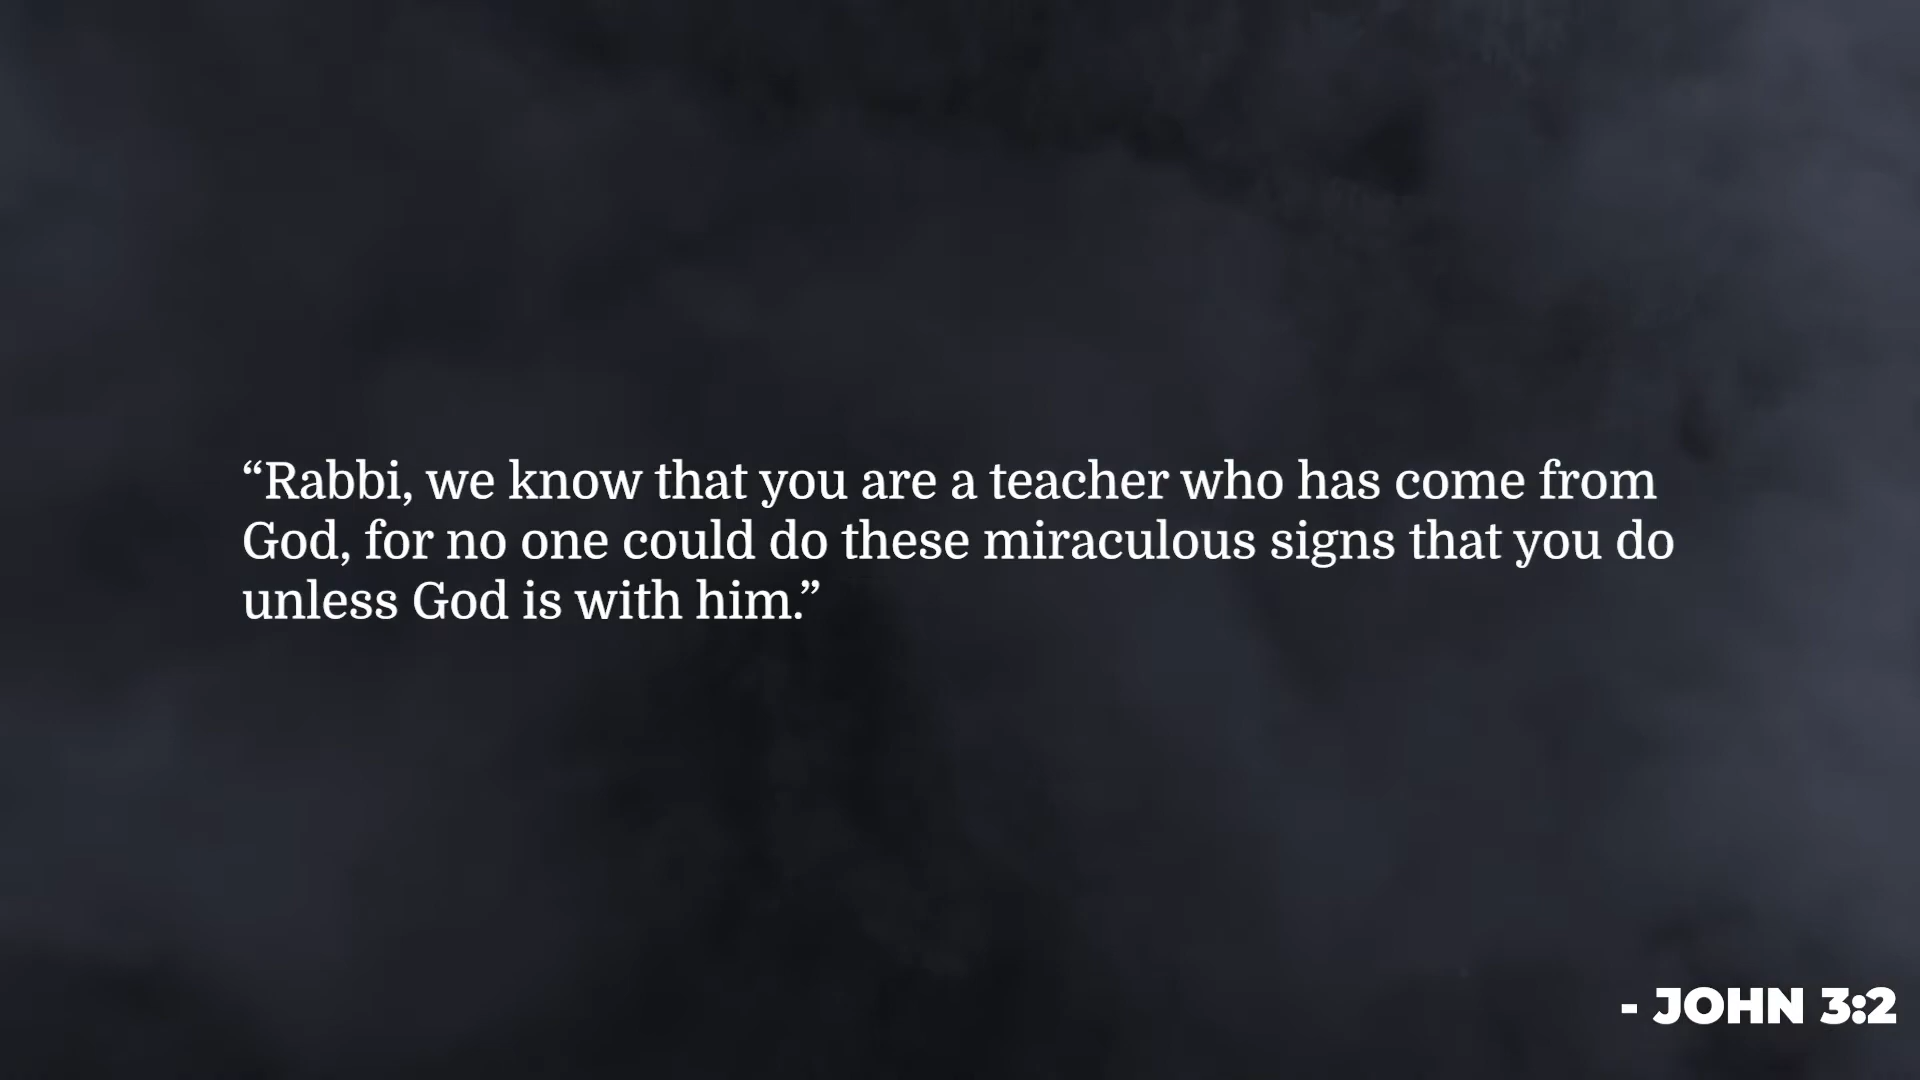 “Rabbi, we know that you are a teacher who has come from
God, for no one could do these miraculous signs that you do
unless God is with him.”
- JOHN 3:2